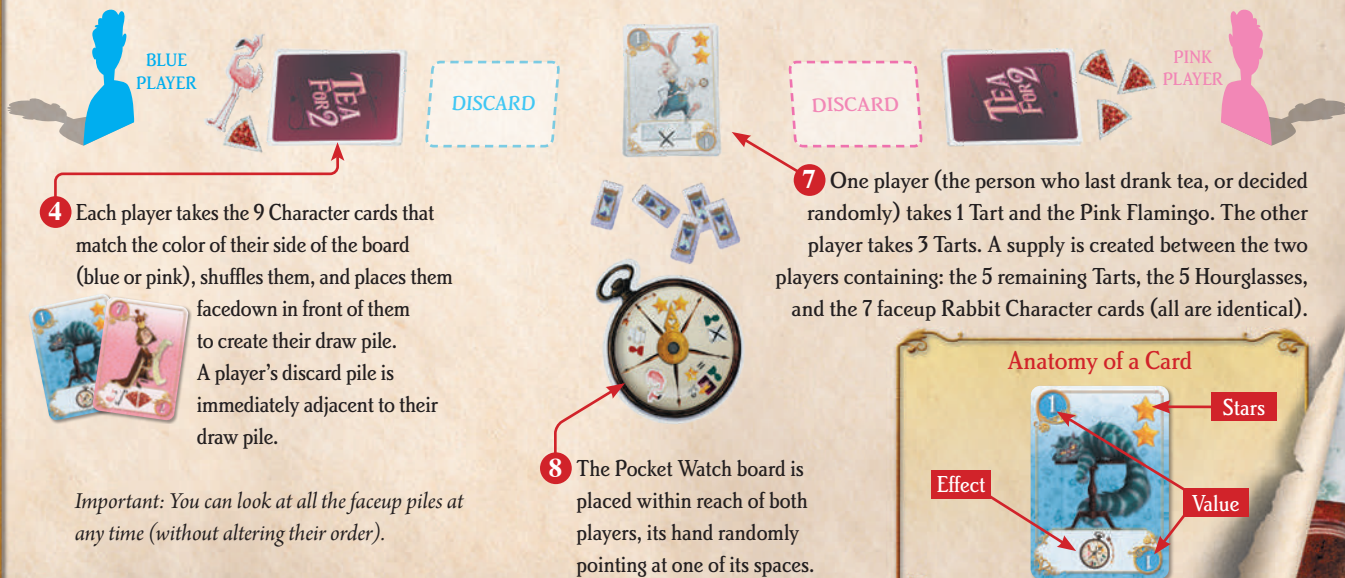 BLUE
PLAYER
TEA
FOR 2
DISCARD
1
1
DISCARD
TEA
FOR 2
PINK
PLAYER
4 Each player takes the 9 Character cards that
match the color of their side of the board
(blue or pink), shuffles them, and places them
facedown in front of them
to create their draw pile.
A player's discard pile is
immediately adjacent to their
draw pile.
1
7
7
Important: You can look at all the faceup piles at
any time (without altering their order).
7 One player (the person who last drank tea, or decided
randomly) takes 1 Tart and the Pink Flamingo. The other
player takes 3 Tarts. A supply is created between the two
players containing: the 5 remaining Tarts, the 5 Hourglasses,
and the 7 faceup Rabbit Character cards (all are identical).
8 The Pocket Watch board is
placed within reach of both
players, its hand randomly
pointing at one of its spaces.
Anatomy of a Card
1
Stars
Effect
Value
1